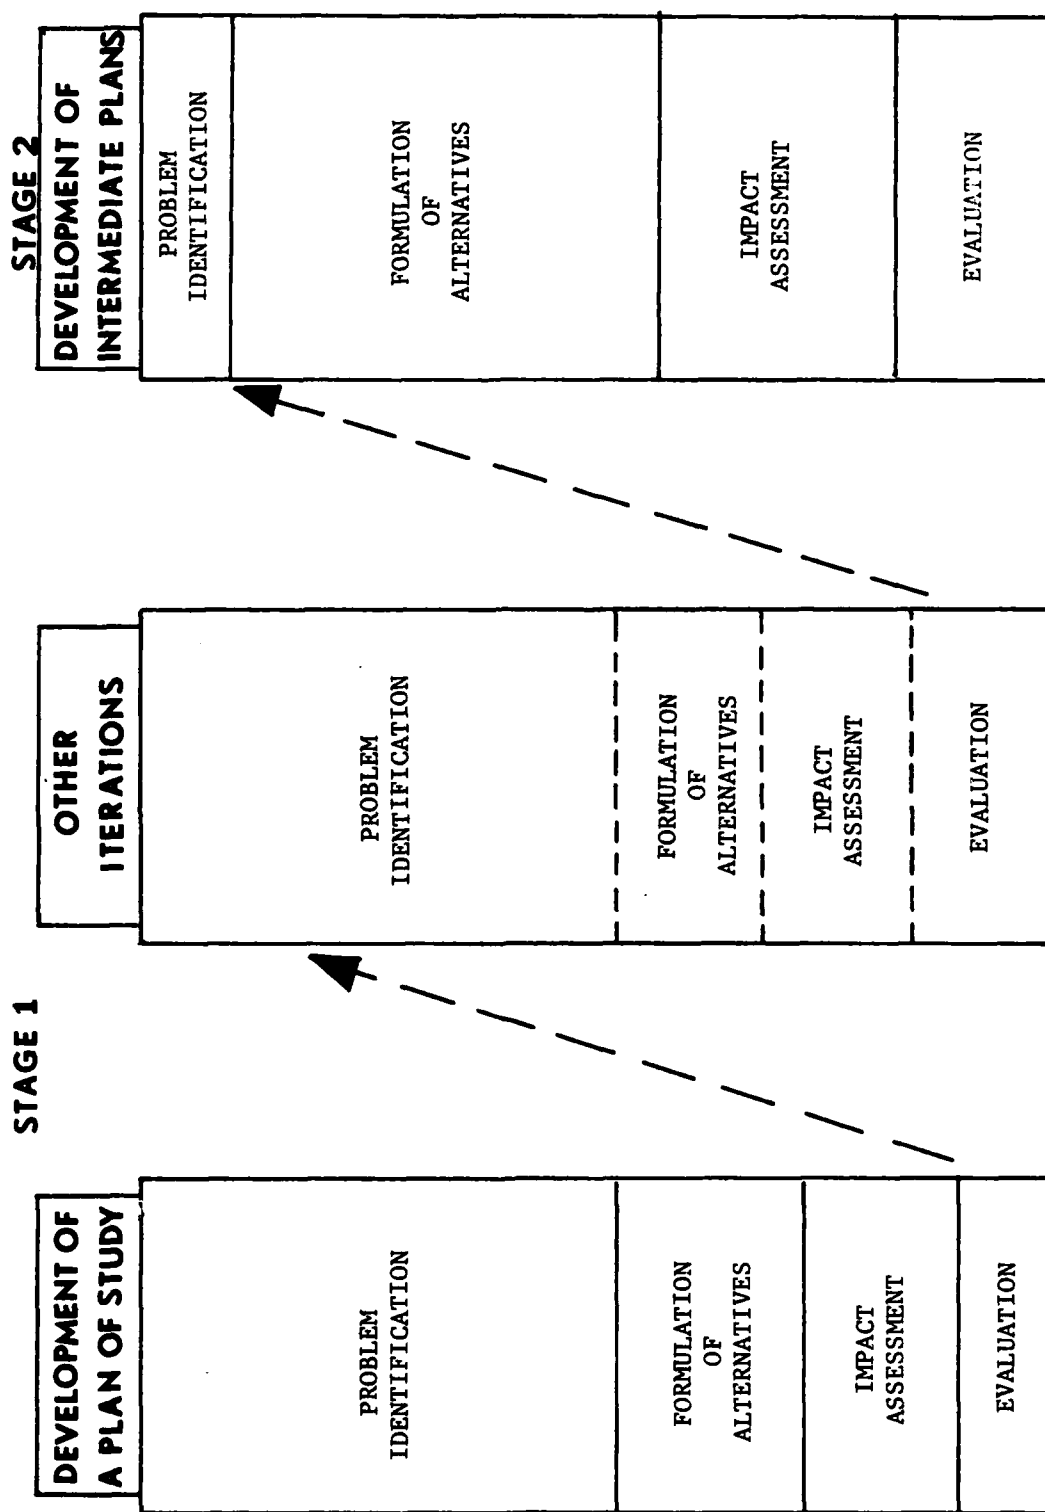 STAGE 1
DEVELOPMENT OF
A PLAN OF STUDY
PROBLEM
IDENTIFICATION
FORMULATION
OF
ALTERNATIVES
IMPACT
ASSESSMENT
EVALUATION
OTHER
ITERATIONS
PROBLEM
IDENTIFICATION
FORMULATION
OF
ALTERNATIVES
IMPACT
ASSESSMENT
EVALUATION
STAGE 2
DEVELOPMENT OF
INTERMEDIATE PLANS
PROBLEM
IDENTIFICATION
FORMULATION
OF
ALTERNATIVES
IMPACT
ASSESSMENT
EVALUATION